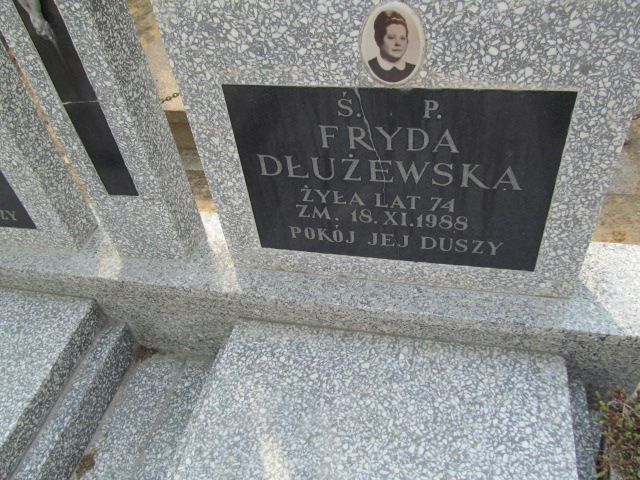 Ś. P.
FRYDA
DŁUŻEWSKA
ŻYŁA LAT 74
ZM. 18.XI.1988
POKÓJ JEJ DUSZY